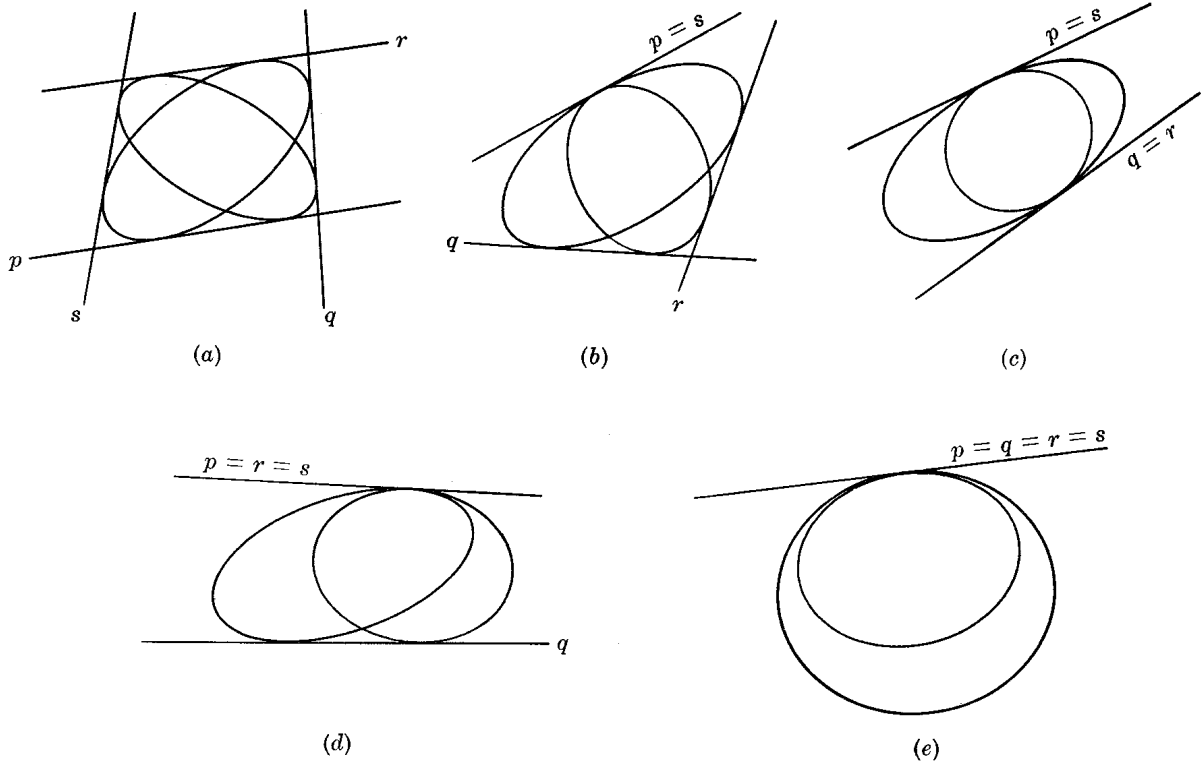 r
p
s
q
(a)
p = s
q
r
(b)
p = s
q = r
(c)
p = r = s
q
(d)
p = q = r = s
(e)